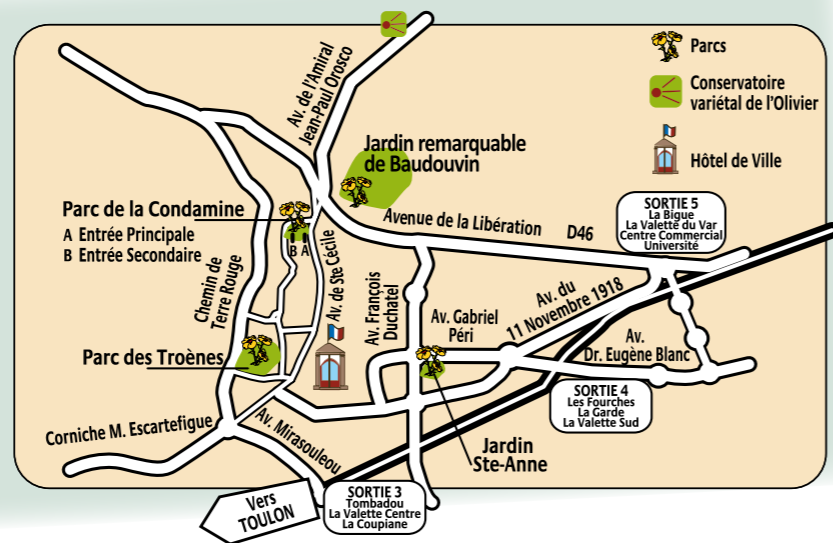 Parcs
Conservatoire
variétal de l'Olivier
Hôtel de Ville
Av. de l'Amiral
Jean-Paul Orosco
Jardin remarquable
de Baudouvin
Parc de la Condamine
A Entrée Principale
B Entrée Secondaire
B A
Avenue de la Libération D46
SORTIE 5
La Bigue
La Valette du Var
Centre Commercial
Université
Chemin de
Terre Rouge
Av. de Ste Cécile
Av. François
Duchatel
Av. Gabriel
Péri
Av. du
11 Novembre 1918
Av.
Dr. Eugène Blanc
Parc des Troènes
SORTIE 4
Les Fourches
La Garde
La Valette Sud
Corniche M. Escartefigue
Av. Mirasouleou
Jardin
Ste-Anne
Vers
TOULON
SORTIE 3
Tombadou
La Valette Centre
La Coupiane